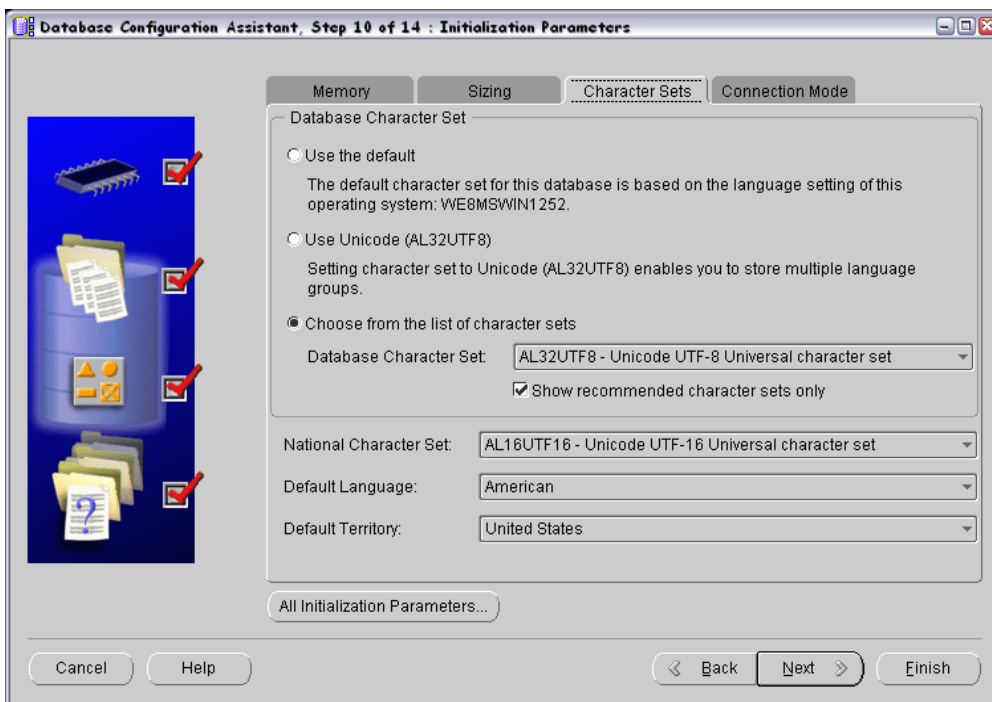 Database Configuration Assistant, Step 10 of 14 : Initialization Parameters
Memory Sizing Character Sets Connection Mode
Database Character Set
Use the default
The default character set for this database is based on the language setting of this
operating system: WE8MSWIN1252.
Use Unicode (AL32UTF8)
Setting character set to Unicode (AL32UTF8) enables you to store multiple language
groups.
Choose from the list of character sets
Database Character Set: AL32UTF8 - Unicode UTF-8 Universal character set
Show recommended character sets only
National Character Set: AL16UTF16 - Unicode UTF-16 Universal character set
Default Language: American
Default Territory: United States
?
All Initialization Parameters...
Cancel Help Back Next Finish